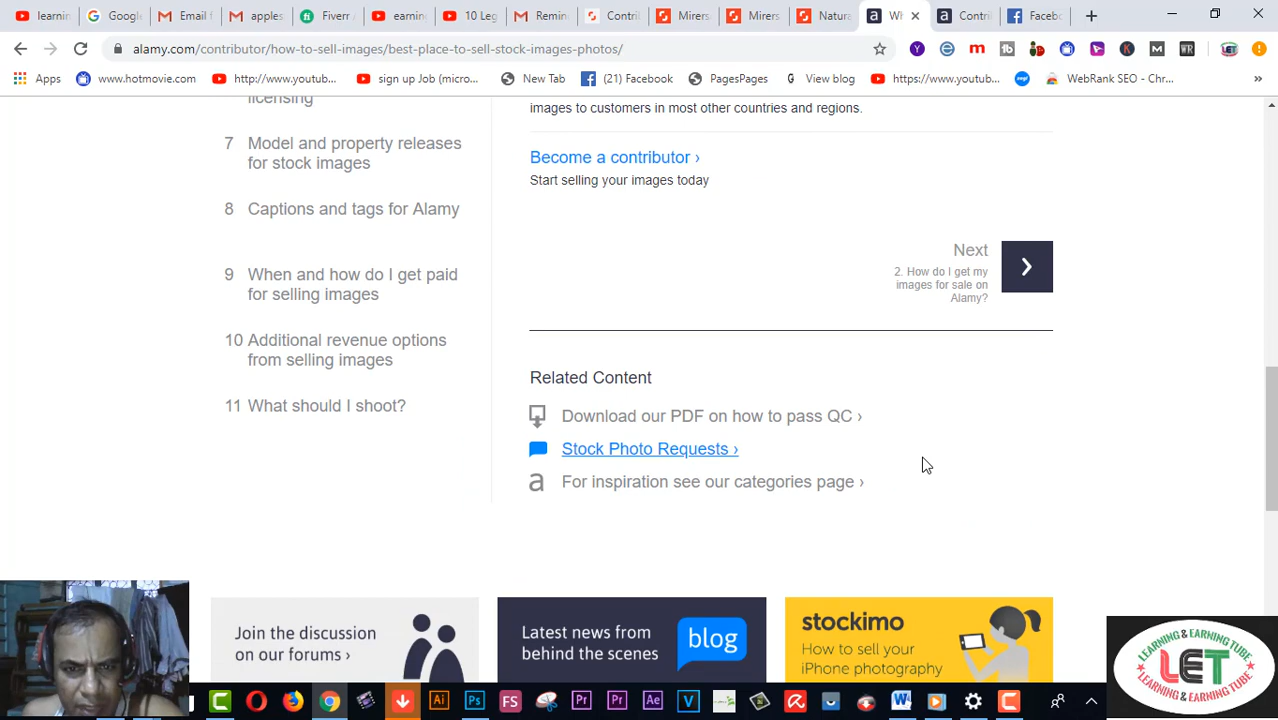 learnin
Google
Email f
apples
Fiverr
earning
10 Leg
Remin
Contri
Mirers
Mirers
Natura
Wh
Contril
Facebo
alamy.com/contributor/how-to-sell-images/best-place-to-sell-stock-images-photos/
Apps
www.hotmovie.com
http://www.youtub...
sign up Job (micro...
New Tab
(21) Facebook
PagesPages
View blog
https://www.youtub...
WebRank SEO - Chr...
licensing
7 Model and property releases
for stock images
8 Captions and tags for Alamy
9 When and how do I get paid
for selling images
10 Additional revenue options
from selling images
11 What should I shoot?
images to customers in most other countries and regions.
Become a contributor ›
Start selling your images today
Next
2. How do I get my
images for sale on
Alamy?
Related Content
Download our PDF on how to pass QC ›
Stock Photo Requests ›
a For inspiration see our categories page ›
Join the discussion
on our forums ›
Latest news from
behind the scenes
blog
stockimo
How to sell your
iPhone photography
LEARNING & EARNING TUBE
LET
LEARNING & EARNING TUBE